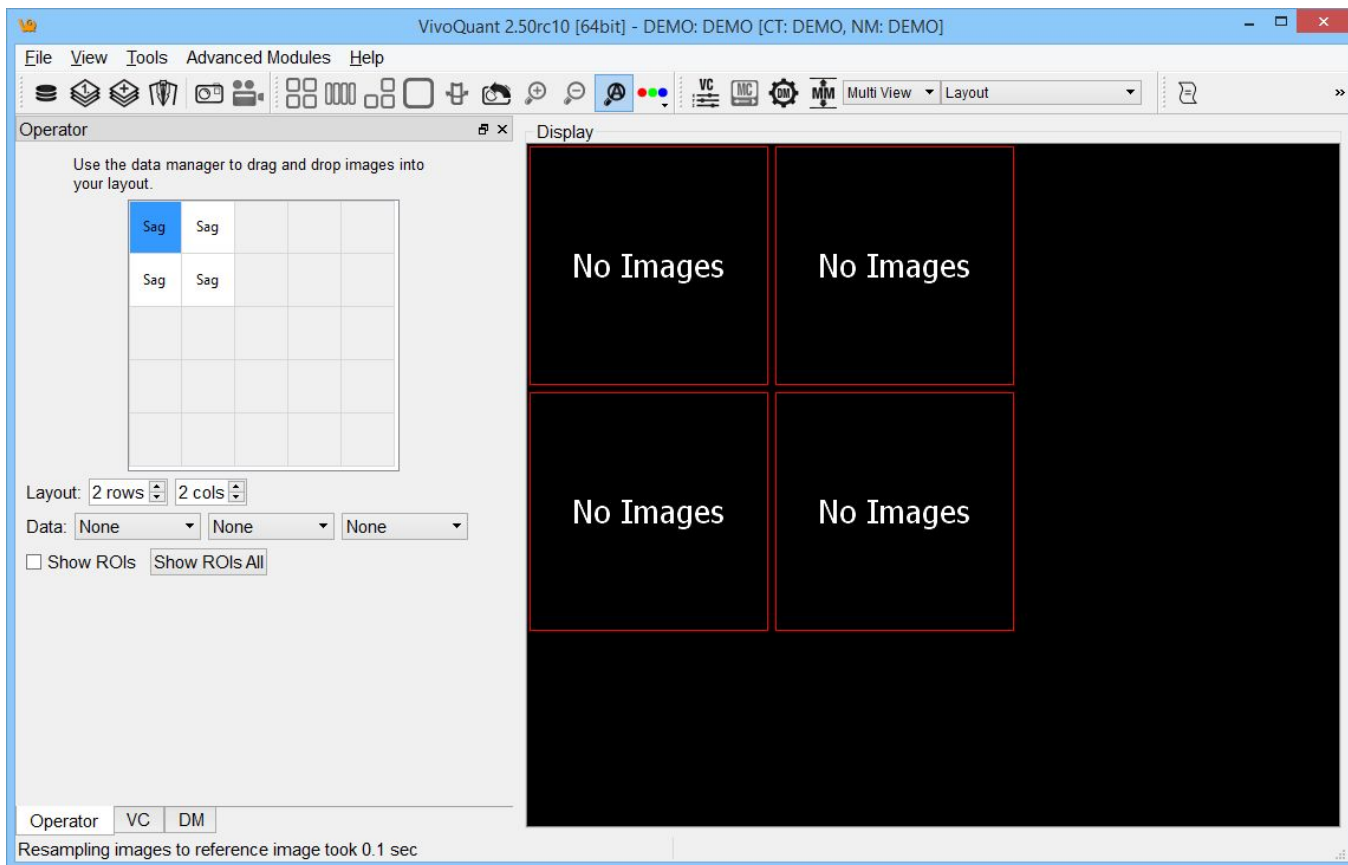 VivoQuant 2.50rc10 [64bit] - DEMO: DEMO [CT: DEMO, NM: DEMO]
File View Tools Advanced Modules Help
1 VC MC DM MM Multi View Layout »
Operator
Display
Use the data manager to drag and drop images into
your layout.
Sag Sag
Sag Sag
No Images No Images
No Images No Images
Layout: 2 rows 2 cols
Data: None None None
Show ROIs Show ROIs All
Operator VC DM
Resampling images to reference image took 0.1 sec